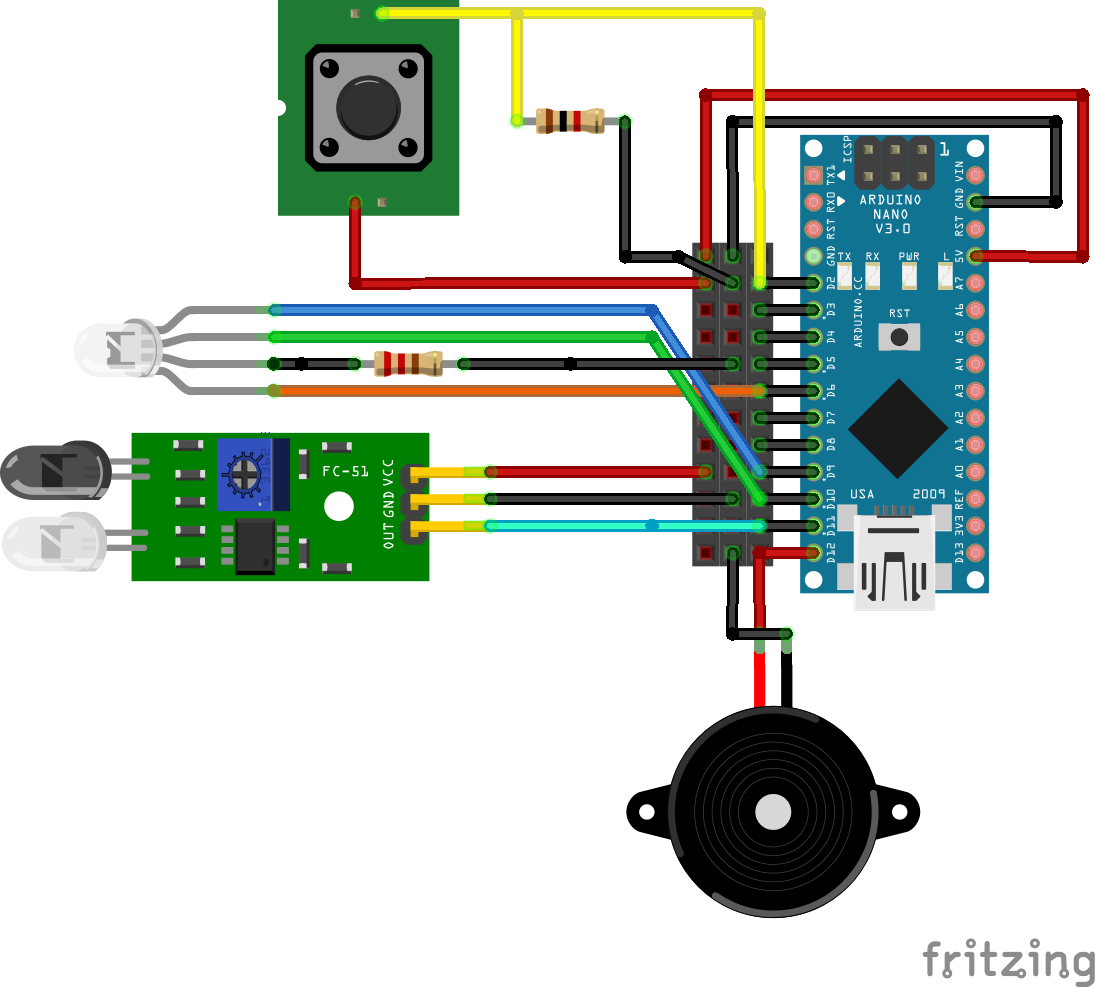 ICSP
1
TX1
RX0
RST
GND
D2
D3
D4
D5
D6
D7
D8
D9
D10
D11
D12
VIN
GND
RST
5V
A7
A6
A5
A4
A3
A2
A1
A0
REF
3V3
D13
ARDUINO
NANO
V3.0
TX RX PWR L
RST
ARDUINO.CC
USA 2009
FC-51
VCC
GND
OUT
fritzing